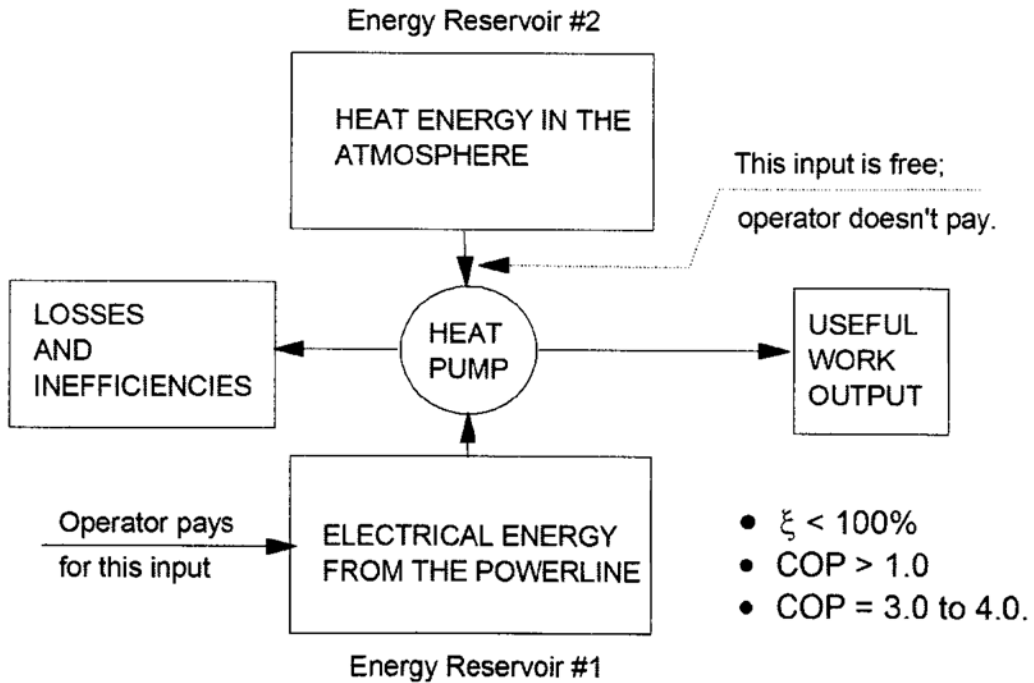 Energy Reservoir #2
HEAT ENERGY IN THE
ATMOSPHERE
This input is free;
operator doesn't pay.
LOSSES
AND
INEFFICIENCIES
HEAT
PUMP
USEFUL
WORK
OUTPUT
Operator pays
for this input
ELECTRICAL ENERGY
FROM THE POWERLINE
Energy Reservoir #1
• ξ < 100%
• COP > 1.0
• COP = 3.0 to 4.0.